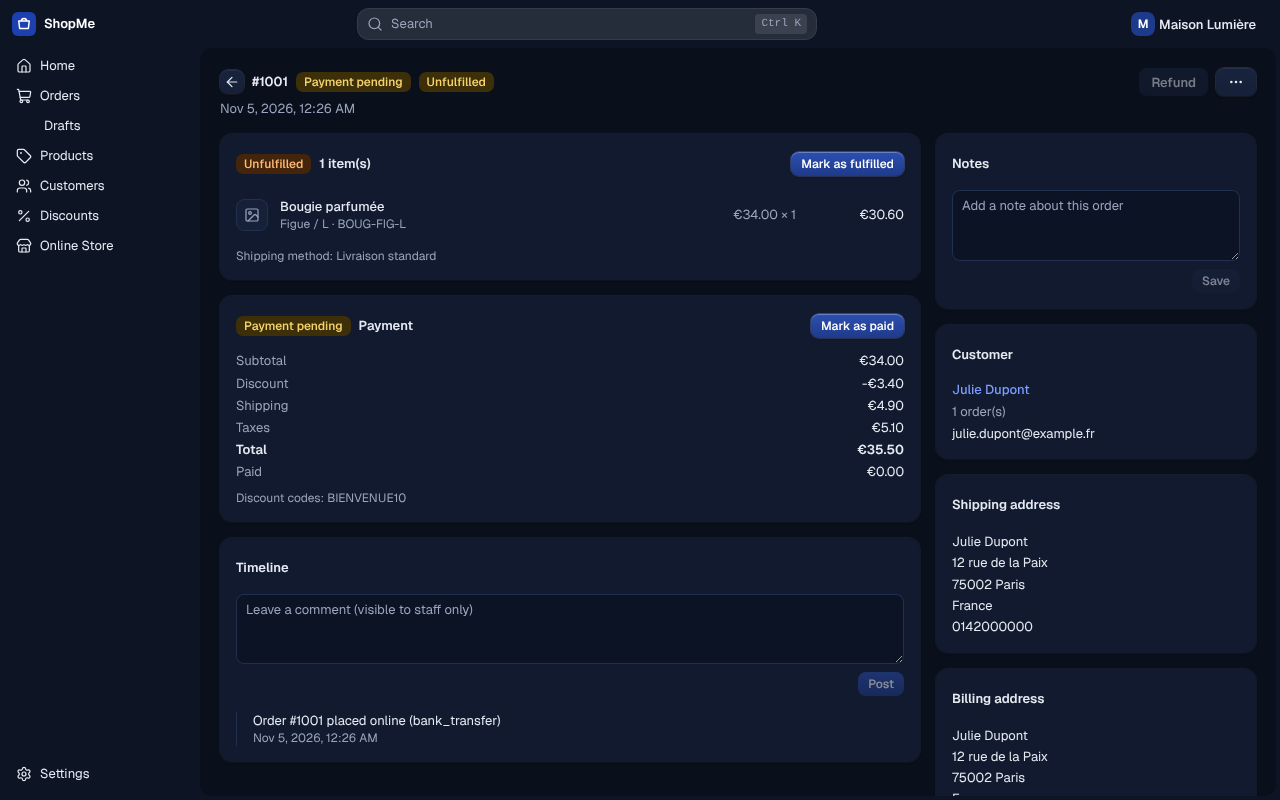 ShopMe
Search
Ctrl K
M Maison Lumière
Home
Orders
Drafts
Products
Customers
Discounts
Online Store
Settings
#1001 Payment pending Unfulfilled
Refund
Nov 5, 2026, 12:26 AM
Unfulfilled 1 item(s)
Mark as fulfilled
Bougie parfumée
Figue / L · BOUG-FIG-L
€34.00 × 1 €30.60
Shipping method: Livraison standard
Payment pending Payment
Mark as paid
Subtotal €34.00
Discount -€3.40
Shipping €4.90
Taxes €5.10
Total €35.50
Paid €0.00
Discount codes: BIENVENUE10
Timeline
Leave a comment (visible to staff only)
Post
Order #1001 placed online (bank_transfer)
Nov 5, 2026, 12:26 AM
Notes
Add a note about this order
Save
Customer
Julie Dupont
1 order(s)
julie.dupont@example.fr
Shipping address
Julie Dupont
12 rue de la Paix
75002 Paris
France
0142000000
Billing address
Julie Dupont
12 rue de la Paix
75002 Paris